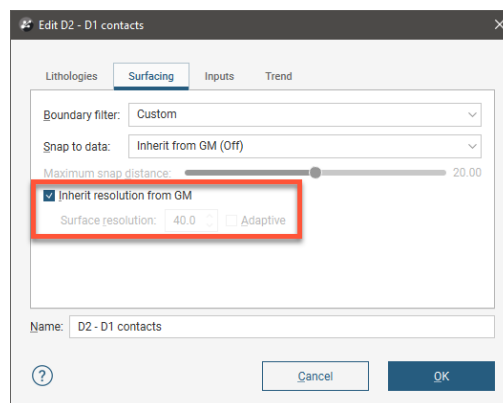 Edit D2 - D1 contacts
Lithologies Surfacing Inputs Trend
Boundary filter: Custom
Snap to data: Inherit from GM (Off)
Maximum snap distance: 20.00
Inherit resolution from GM
Surface resolution: 40.0 Adaptive
Name: D2 - D1 contacts
? Cancel OK